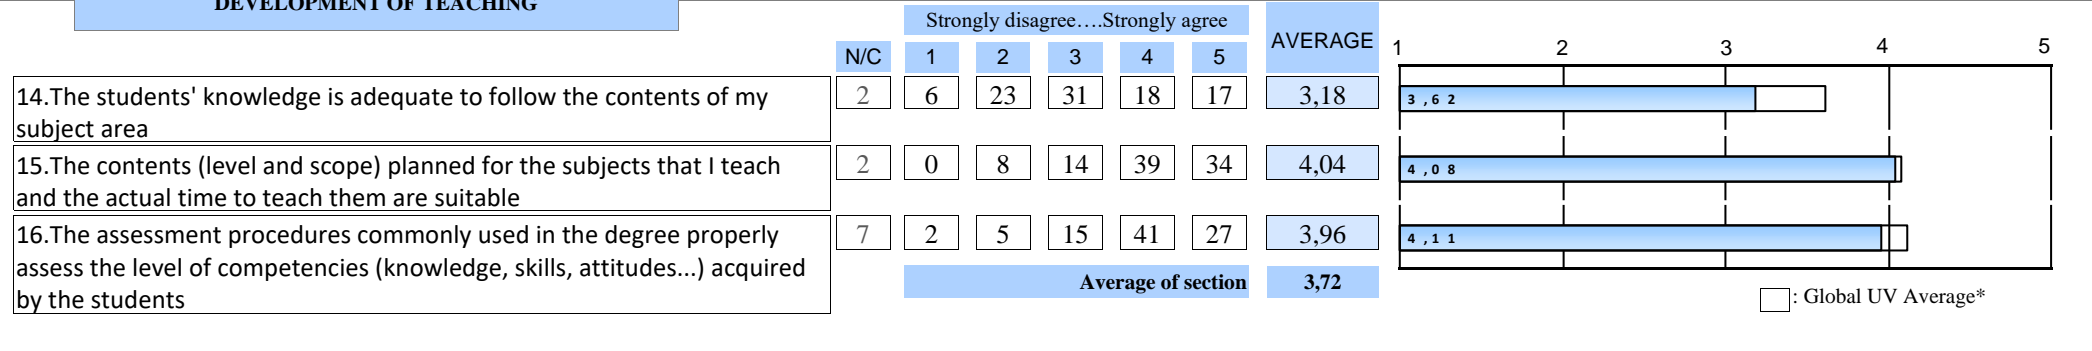 DEVELOPMENT OF TEACHING
Strongly disagree….Strongly agree
AVERAGE
N/C 1 2 3 4 5
1 2 3 4 5
14.The students' knowledge is adequate to follow the contents of my
subject area
2 6 23 31 18 17 3,18
3,62
15.The contents (level and scope) planned for the subjects that I teach
and the actual time to teach them are suitable
2 0 8 14 39 34 4,04
4,08
16.The assessment procedures commonly used in the degree properly
assess the level of competencies (knowledge, skills, attitudes...) acquired
by the students
7 2 5 15 41 27 3,96
4,11
Average of section 3,72
: Global UV Average*